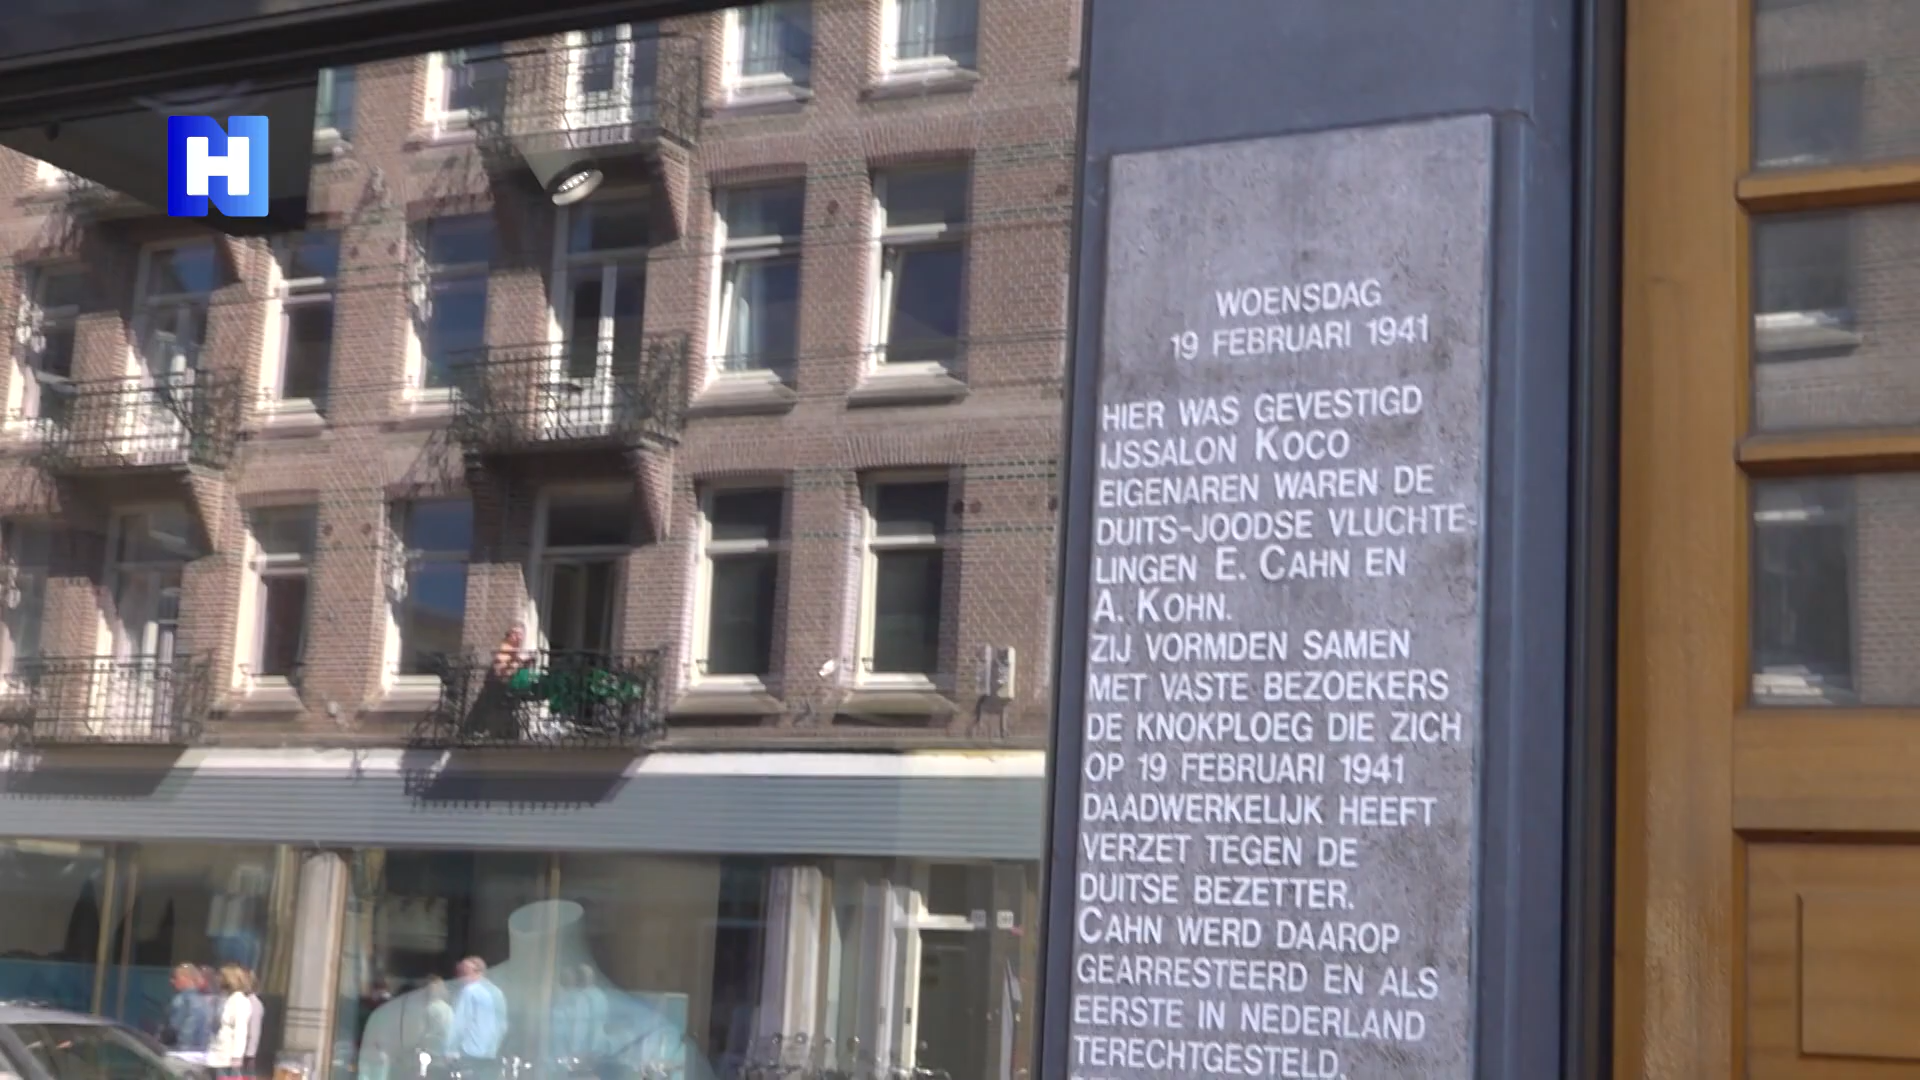 NH
WOENSDAG
19 FEBRUARI 1941
HIER WAS GEVESTIGD
IJSSALON KOCO
EIGENAREN WAREN DE
DUITS-JOODSE VLUCHTE-
LINGEN E. CAHN EN
A. KOHN.
ZIJ VORMDEN SAMEN
MET VASTE BEZOEKERS
DE KNOKPLOEG DIE ZICH
OP 19 FEBRUARI 1941
DAADWERKELIJK HEEFT
VERZET TEGEN DE
DUITSE BEZETTER.
CAHN WERD DAAROP
GEARRESTEERD EN ALS
EERSTE IN NEDERLAND
TERECHTGESTELD.